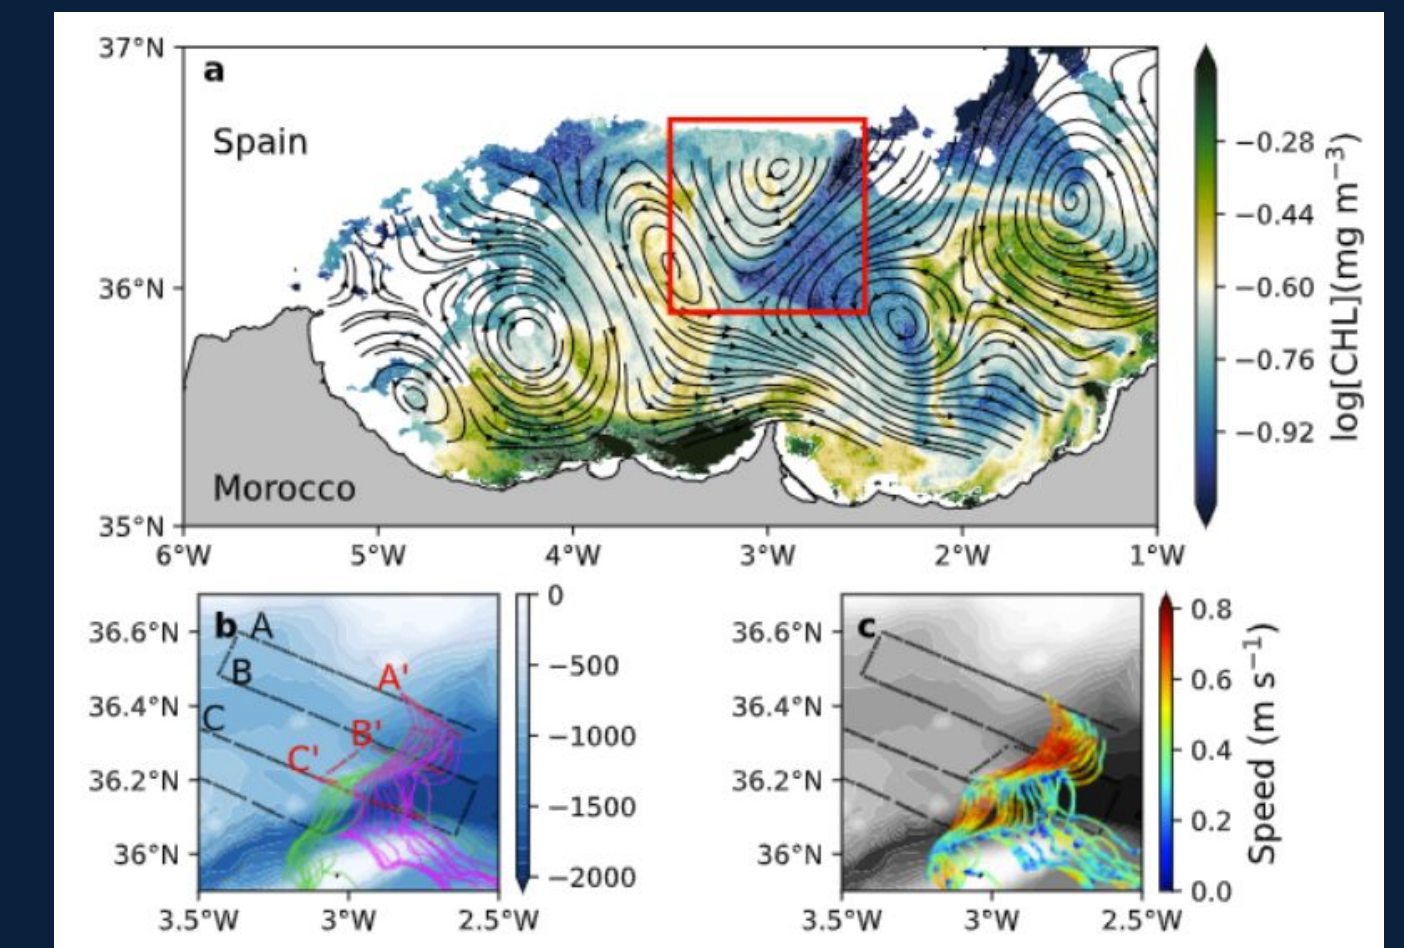 a
Spain
Morocco
37°N
36°N
35°N
6°W 5°W 4°W 3°W 2°W 1°W
−0.28
−0.44
−0.60
−0.76
−0.92
log[CHL](mg m⁻³)
b
A
B
C
A'
B'
C'
36.6°N
36.4°N
36.2°N
36°N
3.5°W 3°W 2.5°W
0
−500
−1000
−1500
−2000
c
36.6°N
36.4°N
36.2°N
36°N
3.5°W 3°W 2.5°W
0.8
0.6
0.4
0.2
0.0
Speed (m s⁻¹)